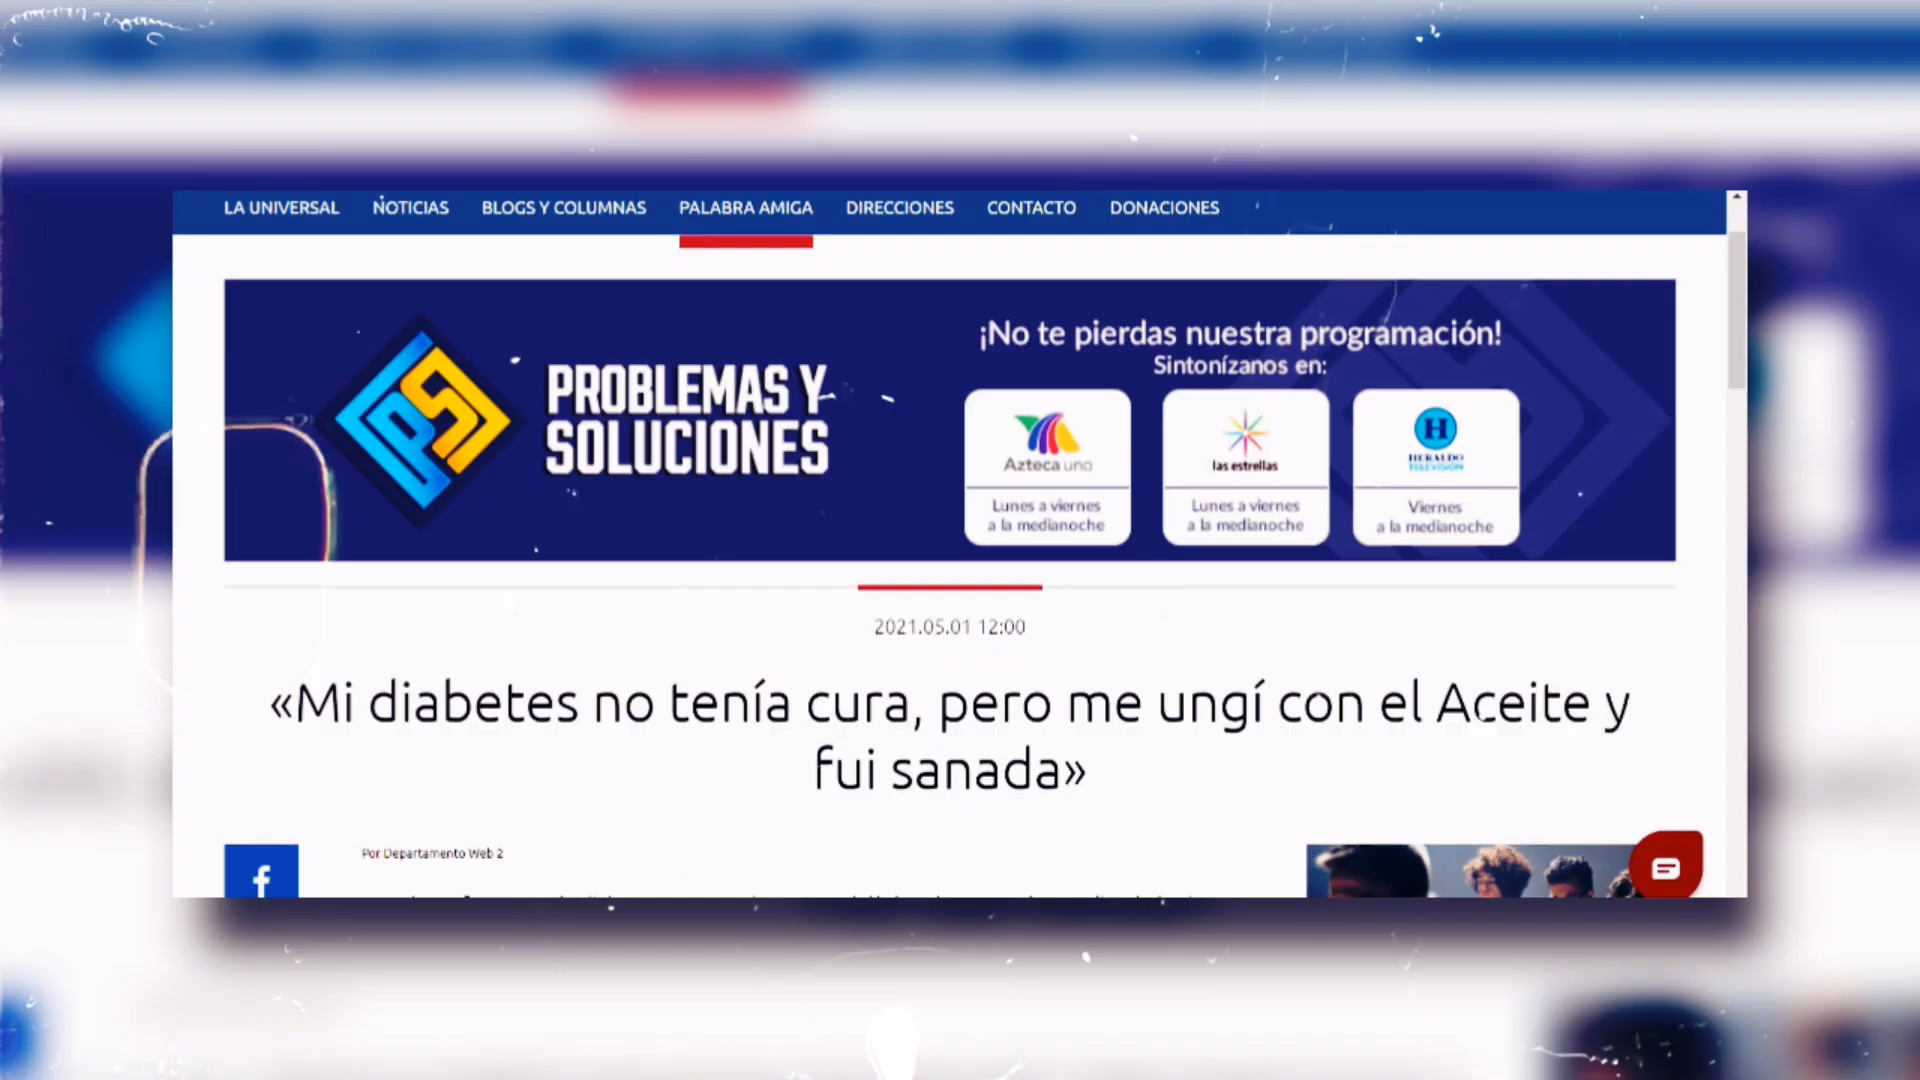 LA UNIVERSAL NOTICIAS BLOGS Y COLUMNAS PALABRA AMIGA DIRECCIONES CONTACTO DONACIONES
PROBLEMAS Y
SOLUCIONES
¡No te pierdas nuestra programación!
Sintonízanos en:
Azteca uno
Lunes a viernes
a la medianoche
las estrellas
Lunes a viernes
a la medianoche
H
HERALDO
TELEVISIÓN
Viernes
a la medianoche
2021.05.01 12:00
«Mi diabetes no tenía cura, pero me ungí con el Aceite y
fui sanada»
Por Departamento Web 2